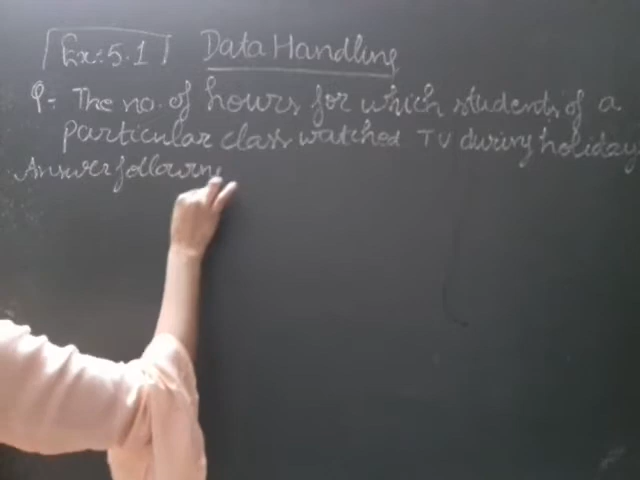 Ex:5.1 Data Handling
Q- The no. of hours for which students of a
particular class watched TV during holiday
Answer following